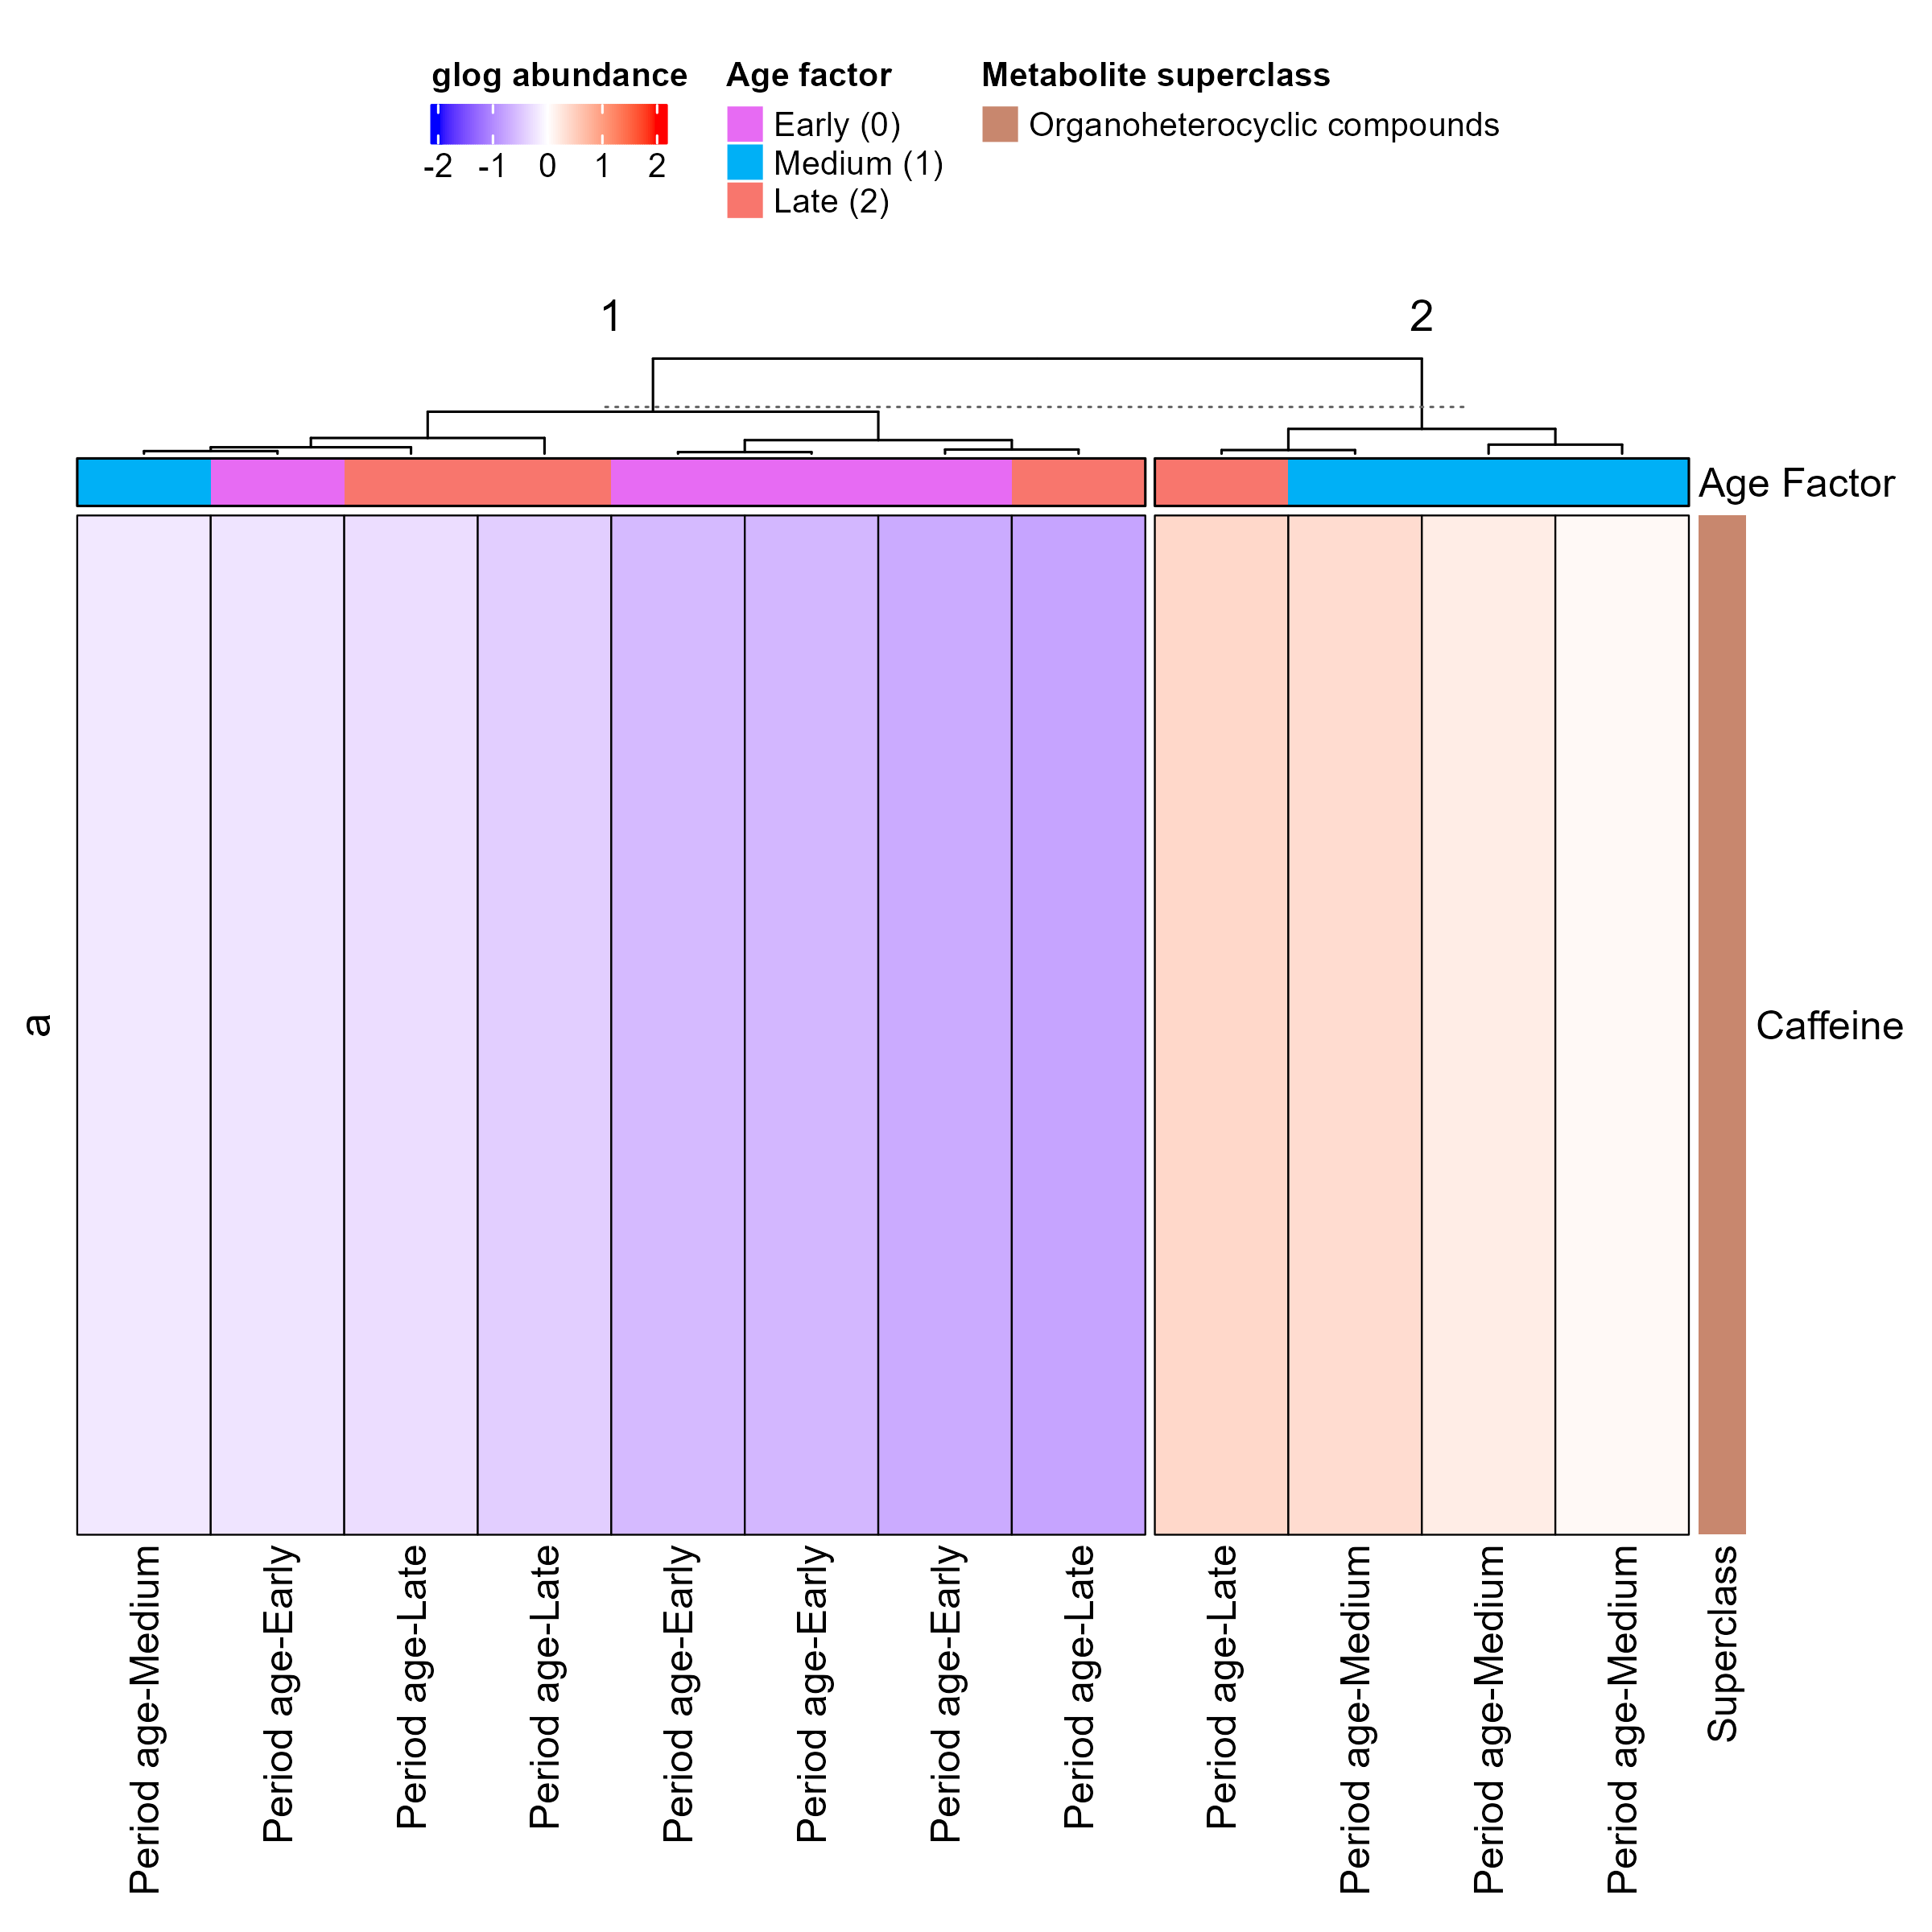 glog abundance
-2 -1 0 1 2
Age factor
Early (0)
Medium (1)
Late (2)
Metabolite superclass
Organoheterocyclic compounds
1
2
Age Factor
a
Caffeine
Period age-Medium
Period age-Early
Period age-Late
Period age-Late
Period age-Early
Period age-Early
Period age-Early
Period age-Late
Period age-Late
Period age-Medium
Period age-Medium
Period age-Medium
Superclass